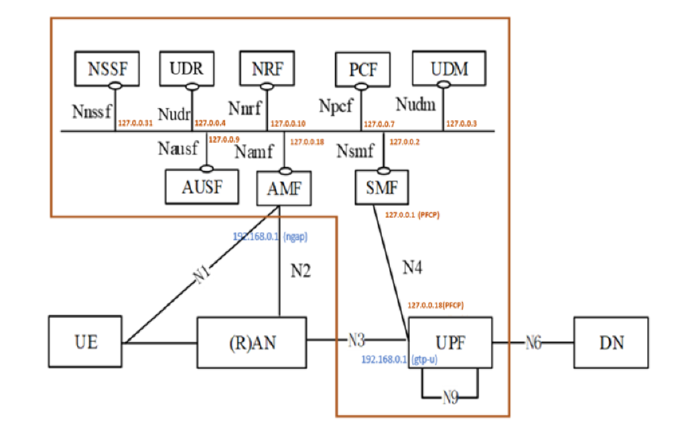 NSSF
UDR
NRF
PCF
UDM
Nnssf
127.0.0.31
Nudr
127.0.0.4
Nnrf
127.0.0.10
Npcf
127.0.0.7
Nudm
127.0.0.3
Nausf
127.0.0.9
Namf
127.0.0.18
Nsmf
127.0.0.2
AUSF
AMF
SMF
127.0.0.1 (PFCP)
192.168.0.1 (ngap)
N1
N2
N4
127.0.0.18(PFCP)
UE
(R)AN
N3
UPF
N6
DN
192.168.0.1 (gtp-u)
N9